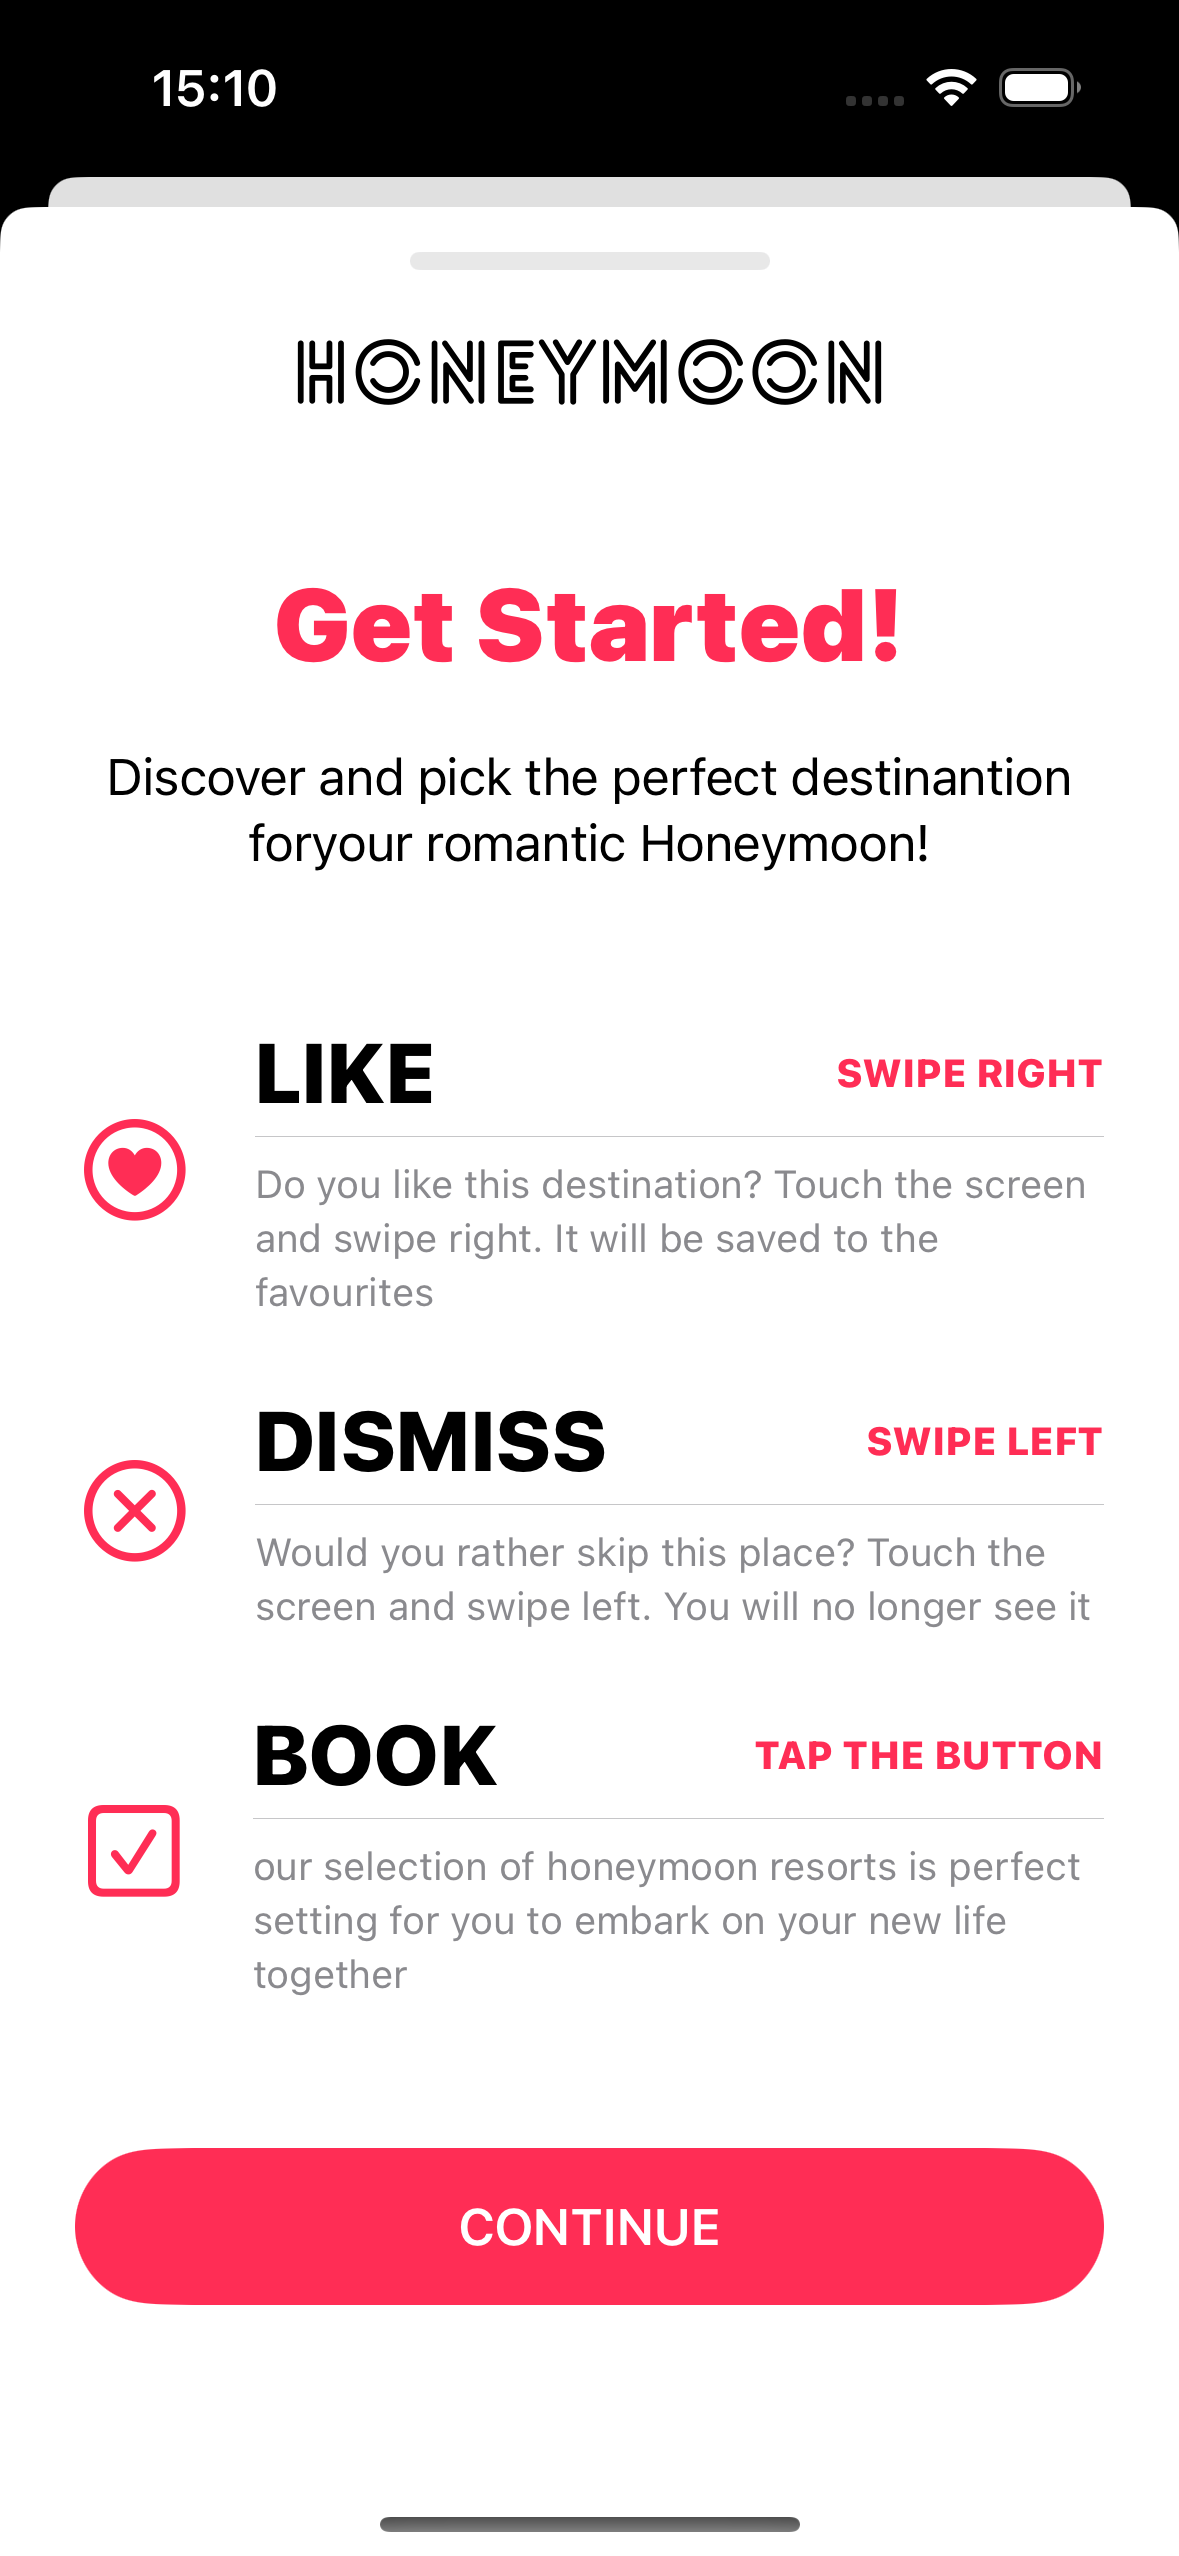 15:10
HONEYMOON
Get Started!
Discover and pick the perfect destinantion
foryour romantic Honeymoon!
LIKE
SWIPE RIGHT
Do you like this destination? Touch the screen
and swipe right. It will be saved to the
favourites
DISMISS
SWIPE LEFT
Would you rather skip this place? Touch the
screen and swipe left. You will no longer see it
BOOK
TAP THE BUTTON
our selection of honeymoon resorts is perfect
setting for you to embark on your new life
together
CONTINUE